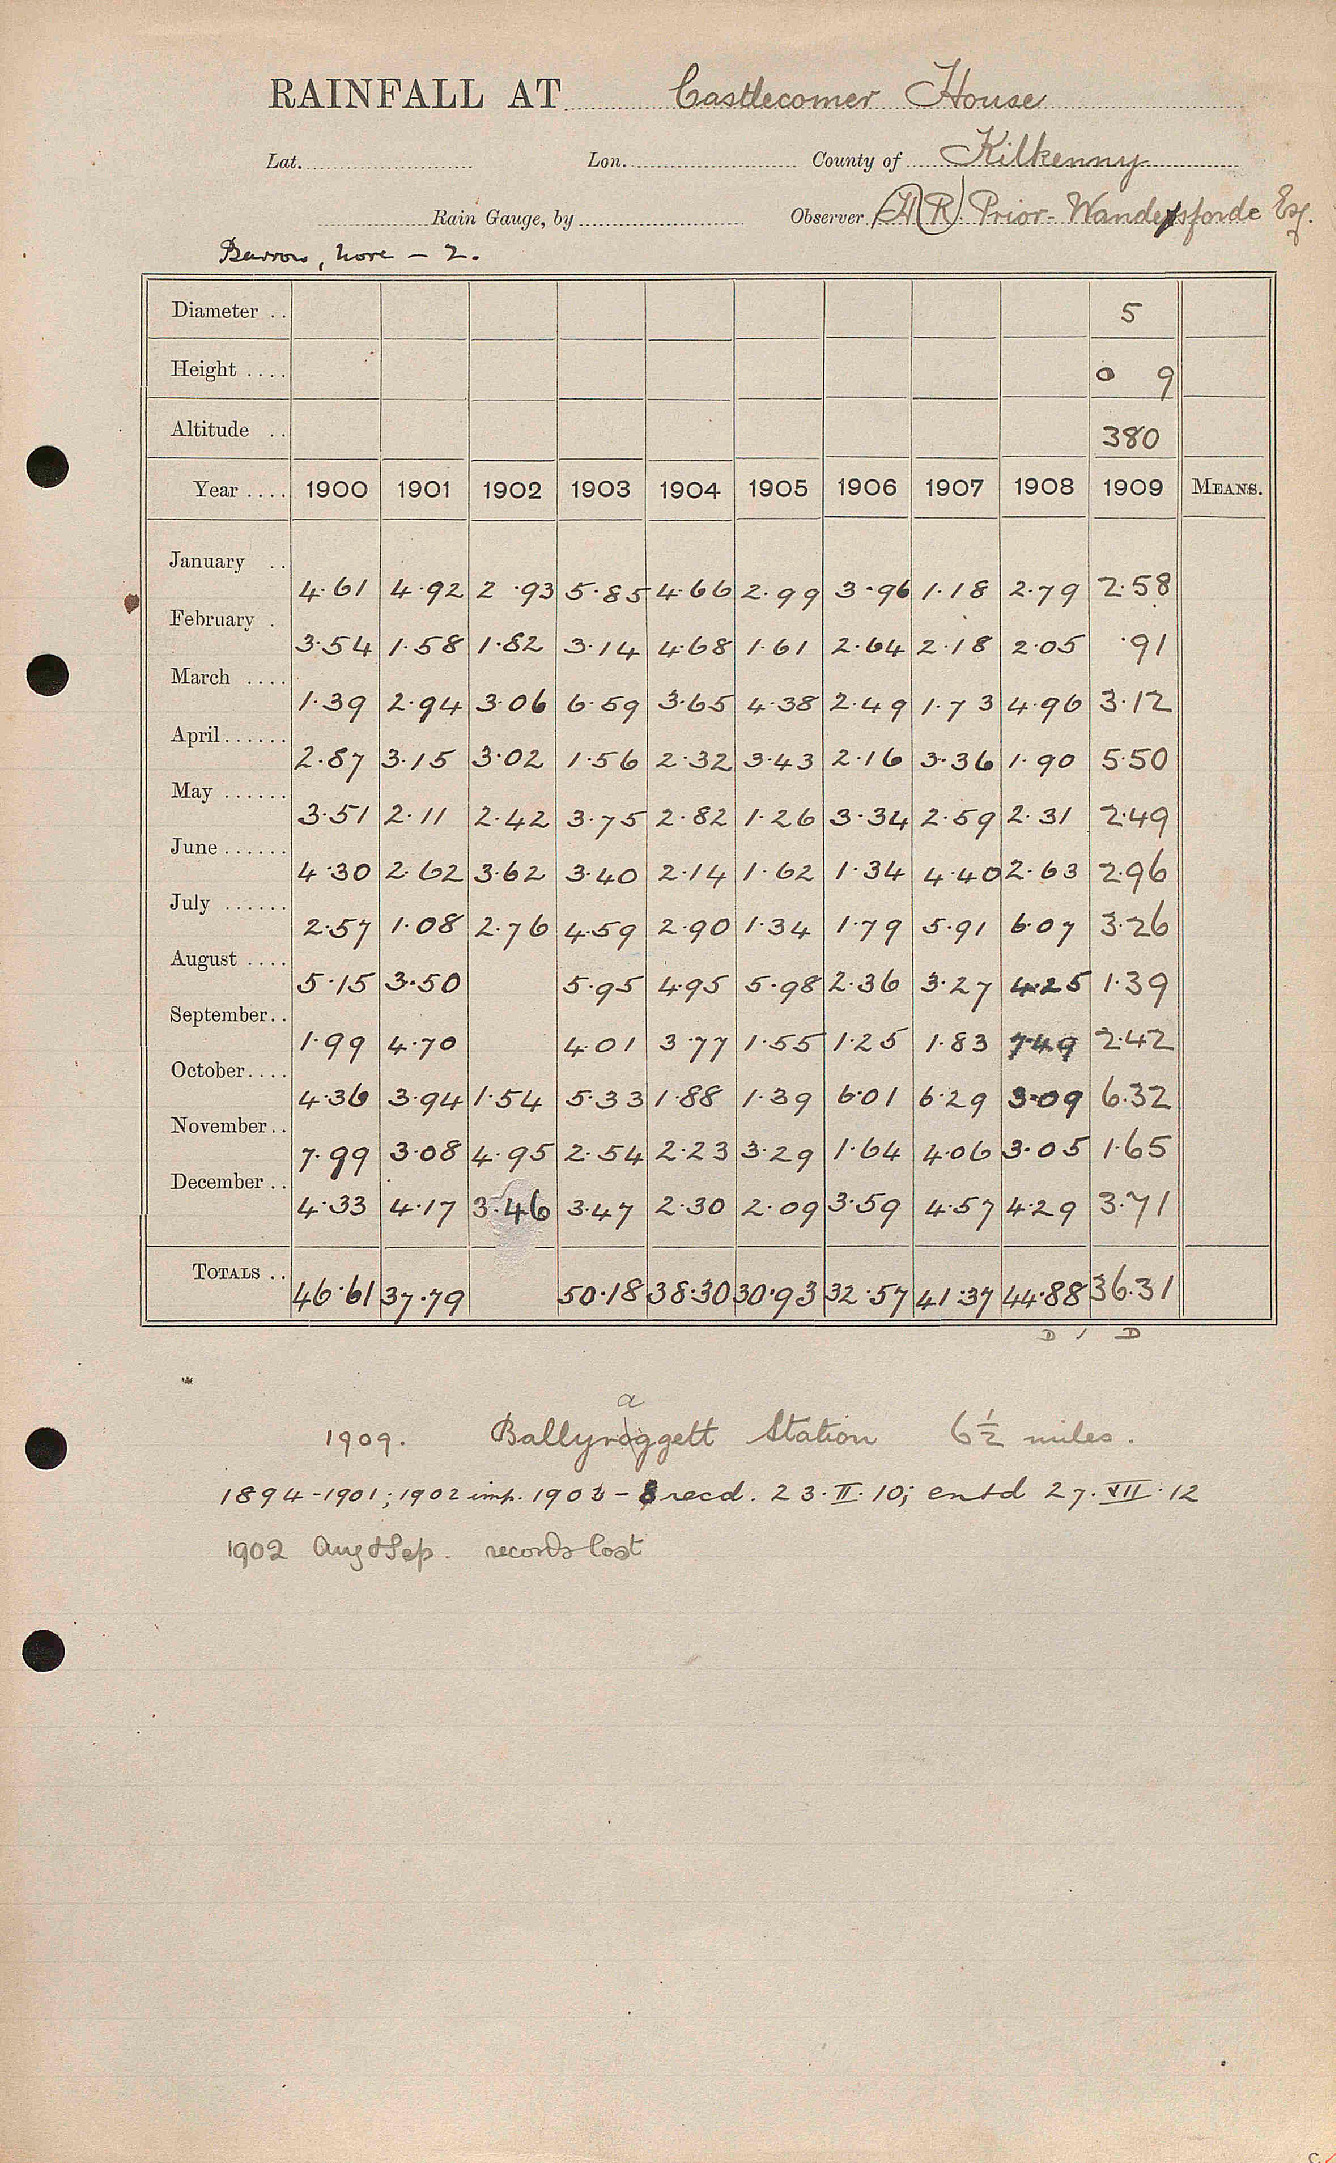 RAINFALL AT Castlecomer House
Lat. Lon. County of Kilkenny
Rain Gauge, by Observer (H (R) Prior-Wandesforde Esq.
Barrow, Nore - 2.
Diameter .. 5
Height .... 0 9
Altitude .. 380
Year .... 1900 1901 1902 1903 1904 1905 1906 1907 1908 1909 MEANS.
January .. 4.61 4.92 2.93 5.85 4.66 2.99 3.96 1.18 2.79 2.58
February . 3.54 1.58 1.82 3.14 4.68 1.61 2.64 2.18 2.05 .91
March .... 1.39 2.94 3.06 6.59 3.65 4.38 2.49 1.73 4.96 3.12
April ...... 2.87 3.15 3.02 1.56 2.32 3.43 2.16 3.36 1.90 5.50
May ...... 3.51 2.11 2.42 3.75 2.82 1.26 3.34 2.59 2.31 2.49
June ...... 4.30 2.62 3.62 3.40 2.14 1.62 1.34 4.40 2.63 2.96
July ...... 2.57 1.08 2.76 4.59 2.90 1.34 1.79 5.91 6.07 3.26
August .... 5.15 3.50 5.95 4.95 5.98 2.36 3.27 4.25 1.39
September.. 1.99 4.70 4.01 3.77 1.55 1.25 1.83 7.49 2.42
October.... 4.36 3.94 1.54 5.33 1.88 1.39 6.01 6.29 3.09 6.32
November.. 7.99 3.08 4.95 2.54 2.23 3.29 1.64 4.06 3.05 1.65
December .. 4.33 4.17 3.46 3.47 2.30 2.09 3.59 4.57 4.29 3.71
TOTALS .. 46.61 37.79 50.18 38.30 30.93 32.57 41.37 44.88 36.31
D / D
a
1909. Ballyroggett Station 6½ miles.
1894-1901; 1902 imp. 1903-8 recd. 23.II.10; entd 27.VII.12
1902 Aug & Sep. records lost